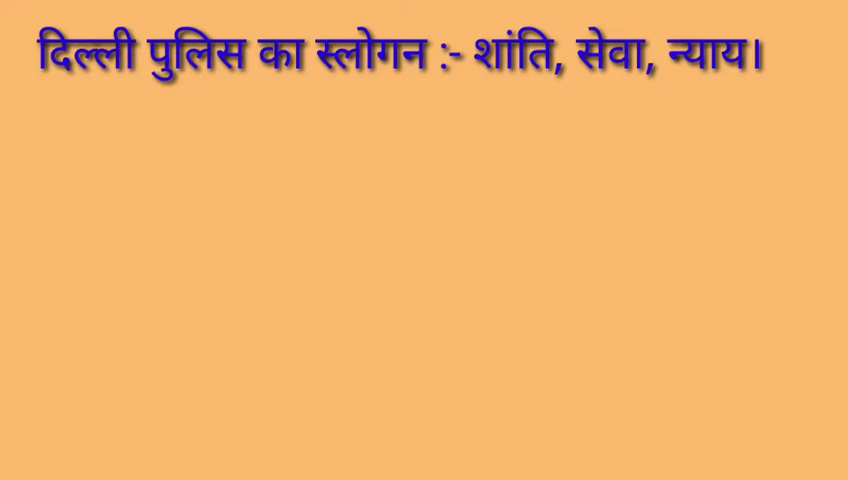 दिल्ली पुलिस का स्लोगन :- शांति, सेवा, न्याय।